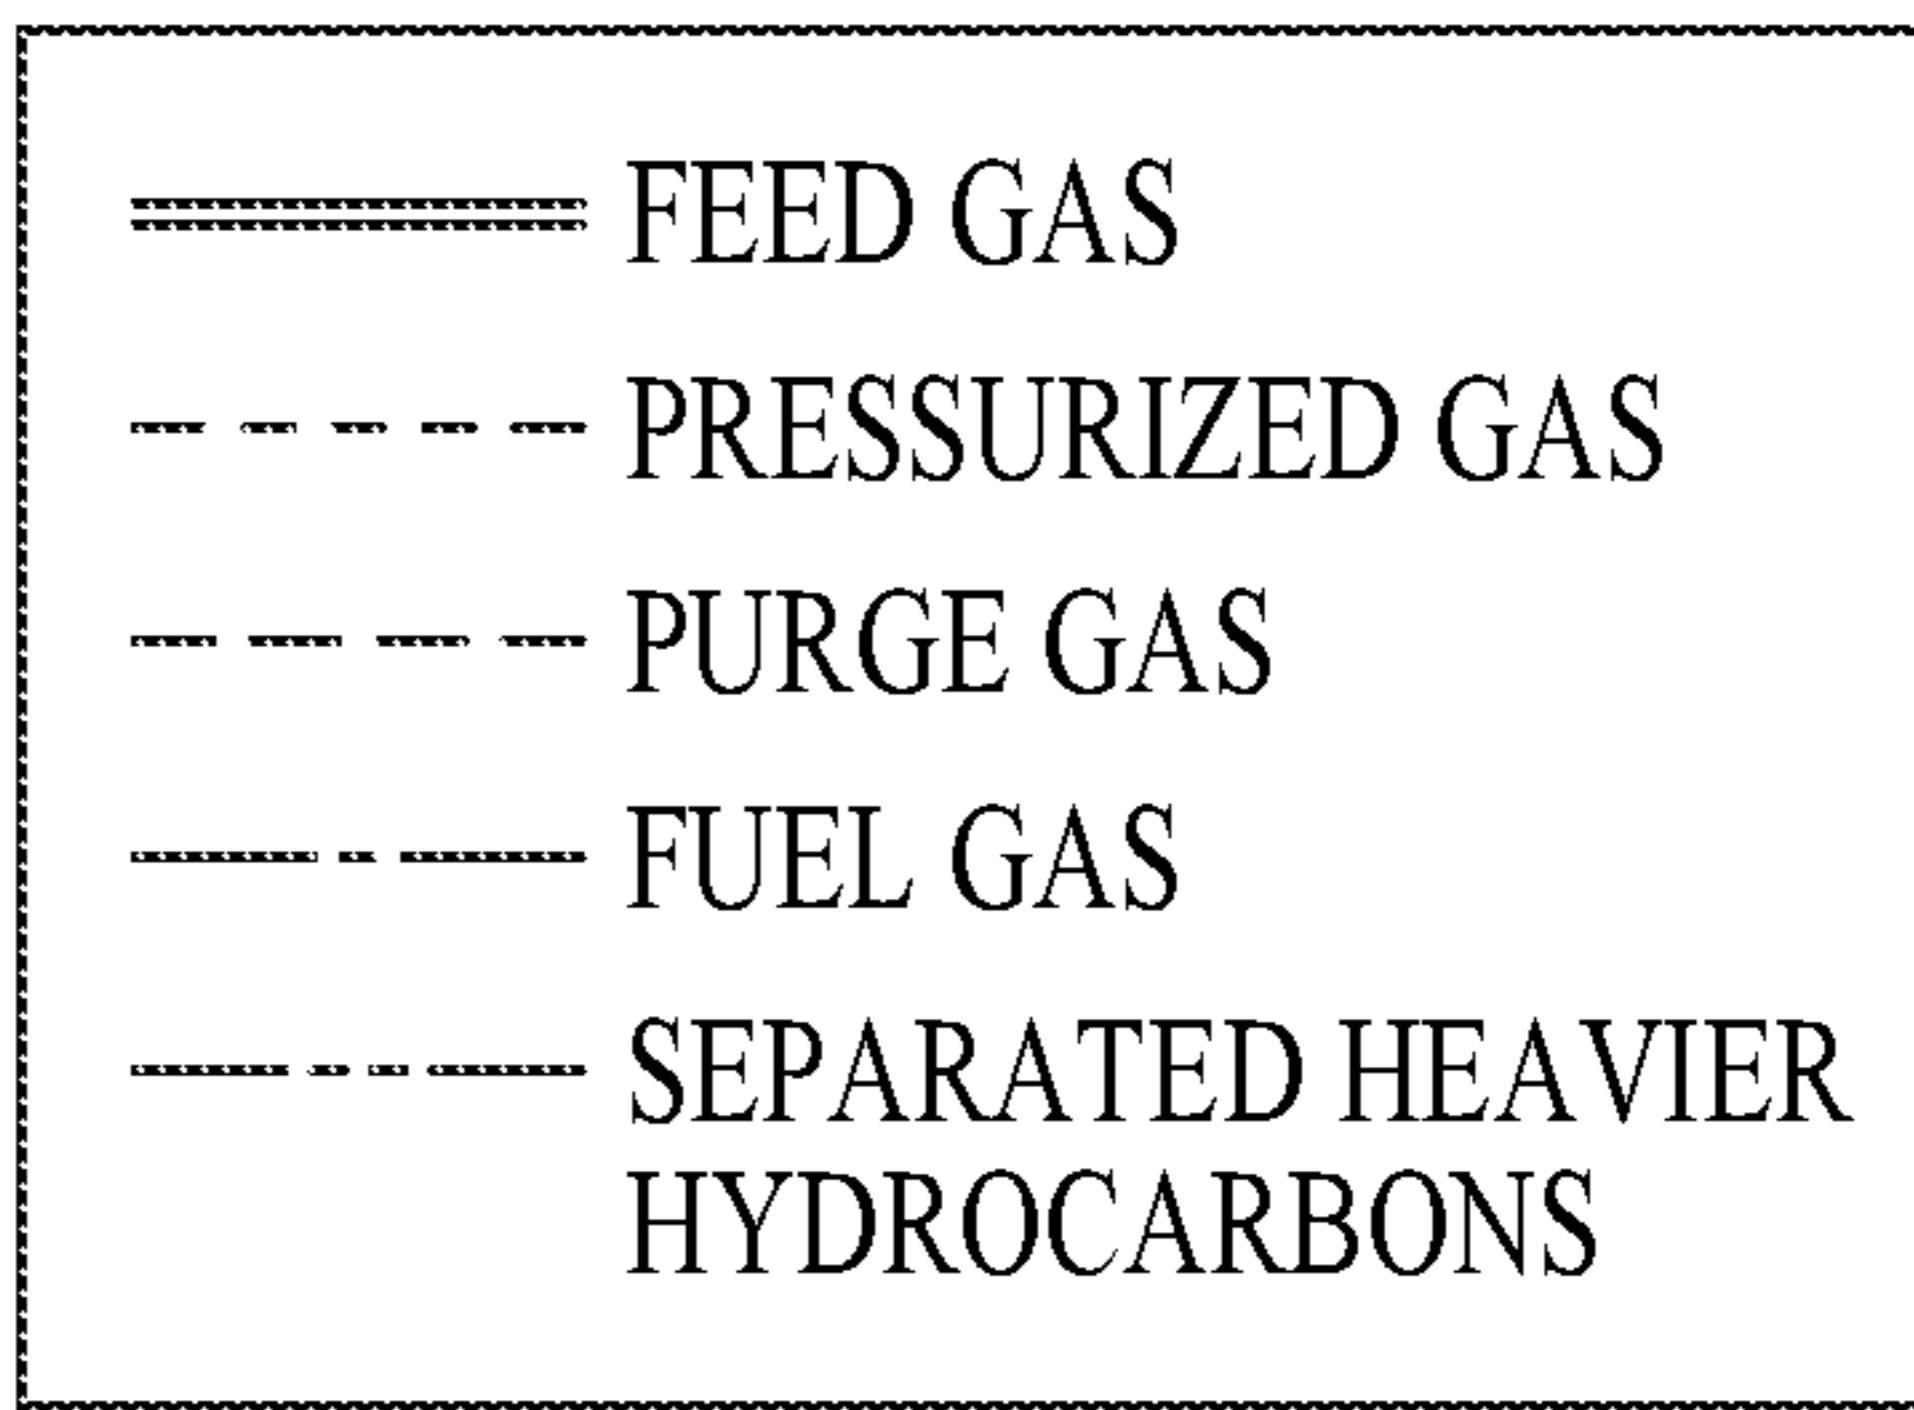 FEED GAS
PRESSURIZED GAS
PURGE GAS
FUEL GAS
SEPARATED HEAVIER
HYDROCARBONS